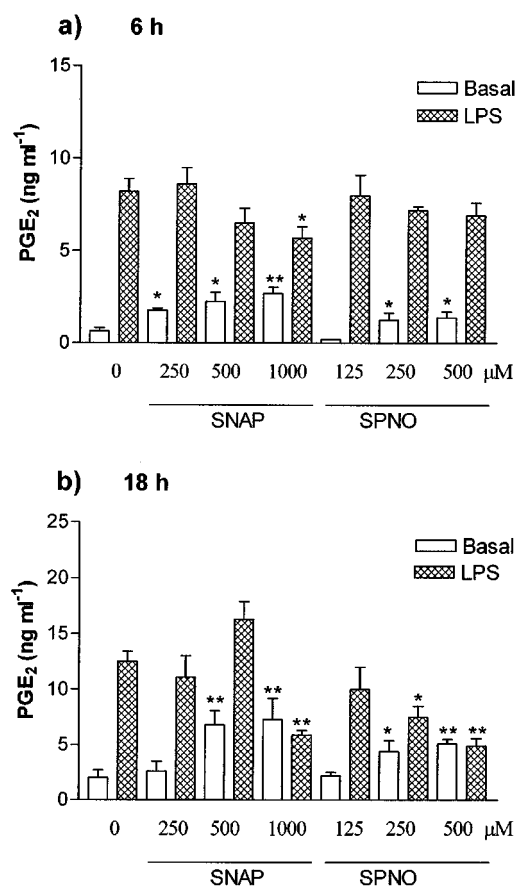 a) 6 h
15
10
5
0
PGE₂ (ng ml⁻¹)
Basal
LPS
* * ** * * *
0 250 500 1000 125 250 500 μM
SNAP SPNO
b) 18 h
25
20
15
10
5
0
PGE₂ (ng ml⁻¹)
Basal
LPS
** ** ** * * ** **
0 250 500 1000 125 250 500 μM
SNAP SPNO